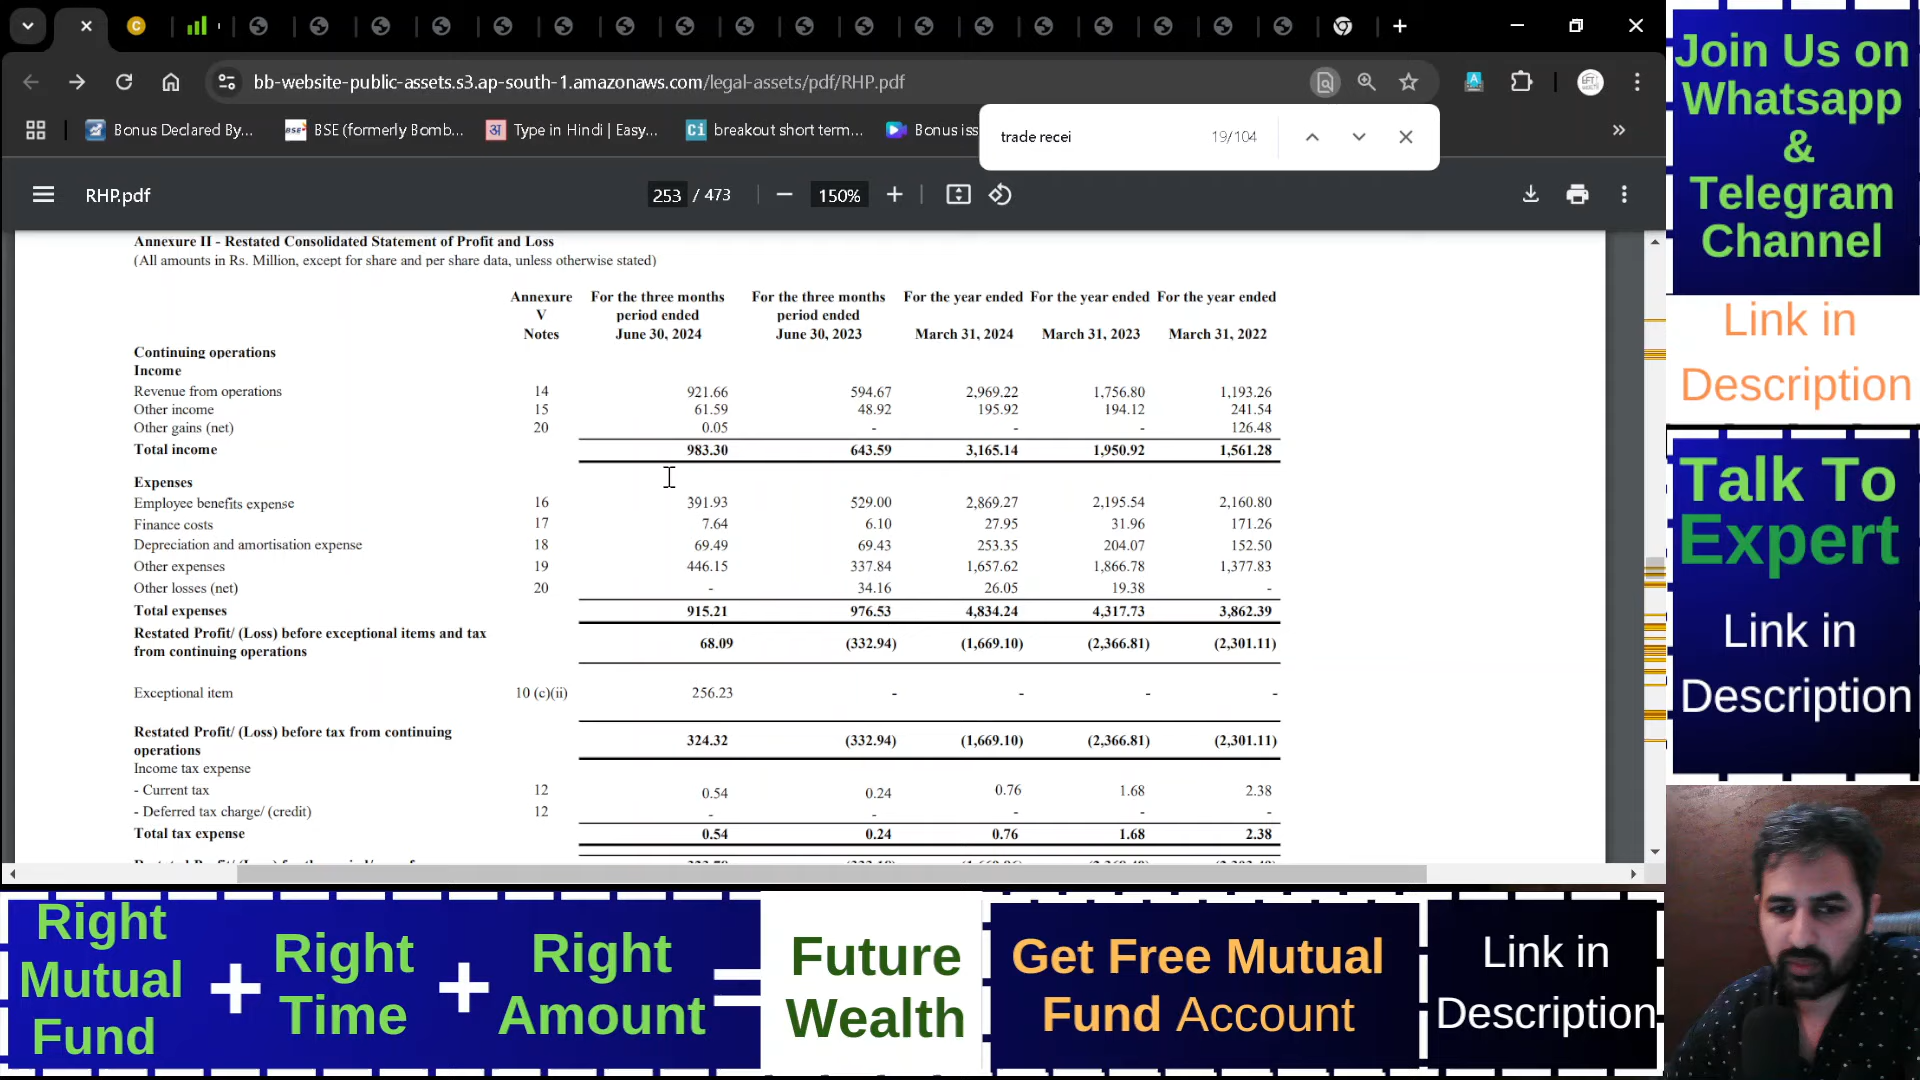 bb-website-public-assets.s3.ap-south-1.amazonaws.com/legal-assets/pdf/RHP.pdf
Bonus Declared By...
BSE (formerly Bomb...
Type in Hindi | Easy...
breakout short term...
Bonus iss
trade recei 19/104
RHP.pdf 253 / 473 150%
Annexure II - Restated Consolidated Statement of Profit and Loss
(All amounts in Rs. Million, except for share and per share data, unless otherwise stated)
Annexure V Notes
For the three months period ended June 30, 2024
For the three months period ended June 30, 2023
For the year ended March 31, 2024
For the year ended March 31, 2023
For the year ended March 31, 2022
Continuing operations
Income
Revenue from operations 14 921.66 594.67 2,969.22 1,756.80 1,193.26
Other income 15 61.59 48.92 195.92 194.12 241.54
Other gains (net) 20 0.05 - - - 126.48
Total income 983.30 643.59 3,165.14 1,950.92 1,561.28
Expenses
Employee benefits expense 16 391.93 529.00 2,869.27 2,195.54 2,160.80
Finance costs 17 7.64 6.10 27.95 31.96 171.26
Depreciation and amortisation expense 18 69.49 69.43 253.35 204.07 152.50
Other expenses 19 446.15 337.84 1,657.62 1,866.78 1,377.83
Other losses (net) 20 - 34.16 26.05 19.38 -
Total expenses 915.21 976.53 4,834.24 4,317.73 3,862.39
Restated Profit/ (Loss) before exceptional items and tax
from continuing operations 68.09 (332.94) (1,669.10) (2,366.81) (2,301.11)
Exceptional item 10 (c)(ii) 256.23 - - - -
Restated Profit/ (Loss) before tax from continuing
operations 324.32 (332.94) (1,669.10) (2,366.81) (2,301.11)
Income tax expense
- Current tax 12 0.54 0.24 0.76 1.68 2.38
- Deferred tax charge/ (credit) 12 - - - - -
Total tax expense 0.54 0.24 0.76 1.68 2.38
Join Us on
Whatsapp
&
Telegram
Channel
Link in
Description
Talk To
Expert
Link in
Description
Right
Mutual
Fund
+
Right
Time
+
Right
Amount
=
Future
Wealth
Get Free Mutual
Fund Account
Link in
Description